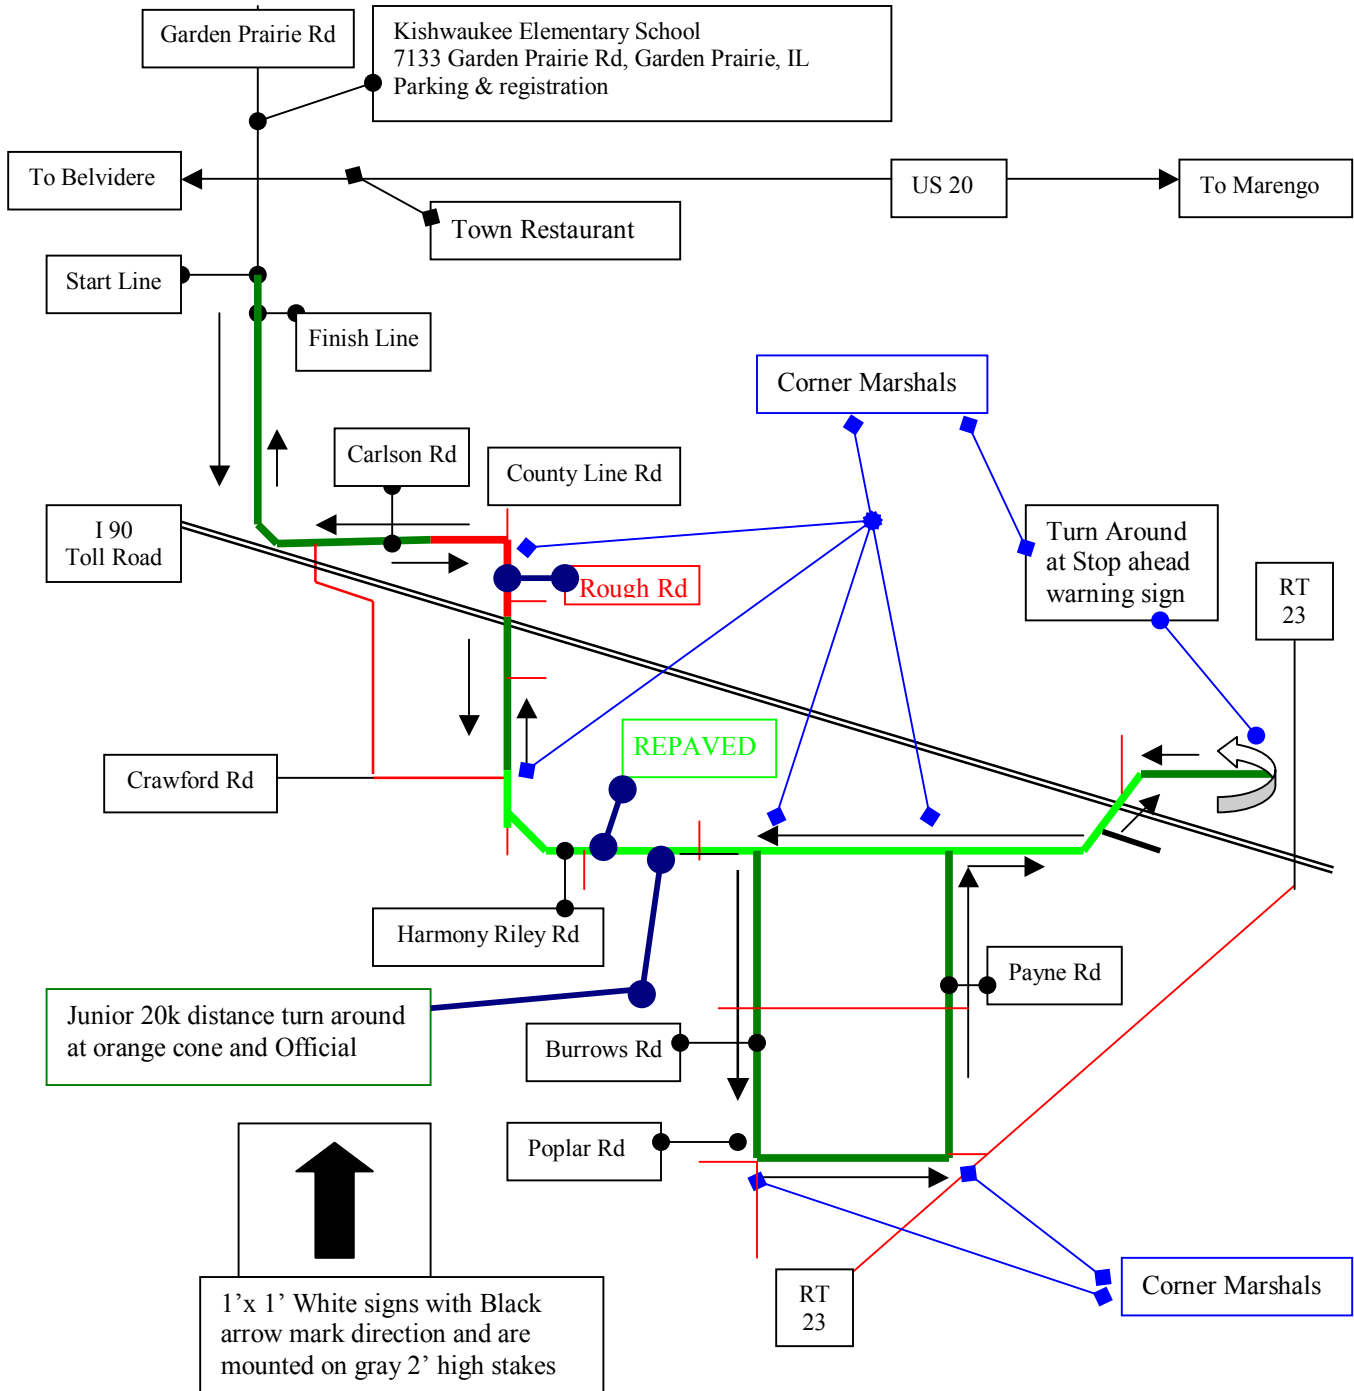 Garden Prairie Rd
Kishwaukee Elementary School
7133 Garden Prairie Rd, Garden Prairie, IL
Parking & registration
To Belvidere
US 20
To Marengo
Town Restaurant
Start Line
Finish Line
Corner Marshals
Carlson Rd
County Line Rd
I 90
Toll Road
Turn Around
at Stop ahead
warning sign
Rough Rd
RT
23
REPAVED
Crawford Rd
Harmony Riley Rd
Payne Rd
Junior 20k distance turn around
at orange cone and Official
Burrows Rd
Poplar Rd
RT
23
Corner Marshals
1’x 1’ White signs with Black
arrow mark direction and are
mounted on gray 2’ high stakes